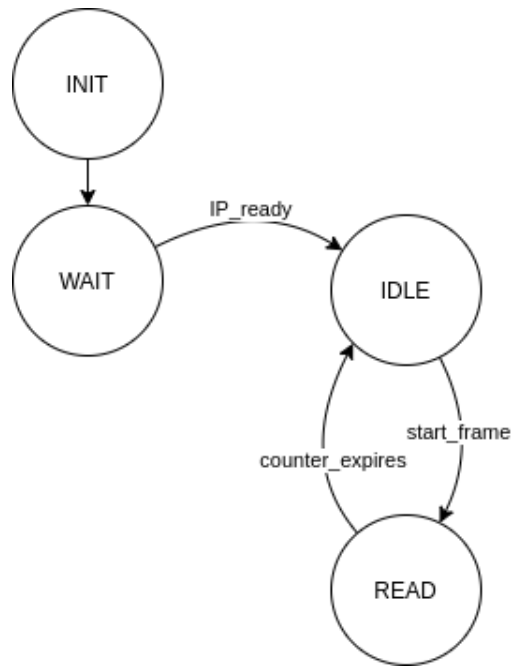 INIT
IP_ready
WAIT
IDLE
start_frame
counter_expires
READ